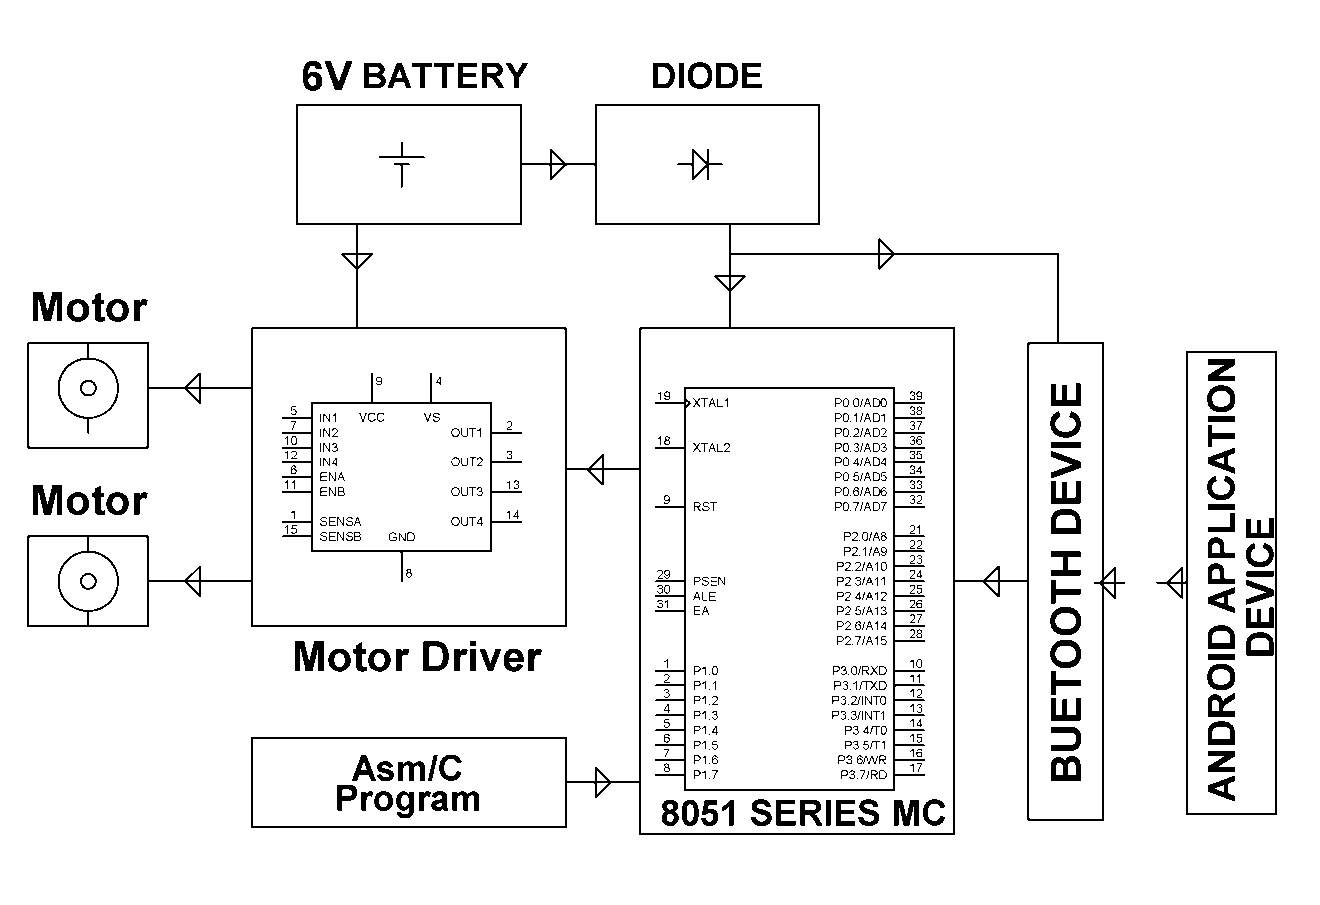 6V BATTERY
DIODE
Motor
Motor
9
4
VCC
VS
5
IN1
7
IN2
10
IN3
12
IN4
6
ENA
11
ENB
1
SENSA
15
SENSB
OUT1
2
OUT2
3
OUT3
13
OUT4
14
GND
8
Motor Driver
Asm/C
Program
19
XTAL1
18
XTAL2
9
RST
29
PSEN
30
ALE
31
EA
1
P1.0
2
P1.1
3
P1.2
4
P1.3
5
P1.4
6
P1.5
7
P1.6
8
P1.7
P0.0/AD0
39
P0.1/AD1
38
P0.2/AD2
37
P0.3/AD3
36
P0.4/AD4
35
P0.5/AD5
34
P0.6/AD6
33
P0.7/AD7
32
P2.0/A8
21
P2.1/A9
22
P2.2/A10
23
P2.3/A11
24
P2.4/A12
25
P2.5/A13
26
P2.6/A14
27
P2.7/A15
28
P3.0/RXD
10
P3.1/TXD
11
P3.2/INT0
12
P3.3/INT1
13
P3.4/T0
14
P3.5/T1
15
P3.6/WR
16
P3.7/RD
17
8051 SERIES MC
BUETOOTH DEVICE
ANDROID APPLICATION
DEVICE